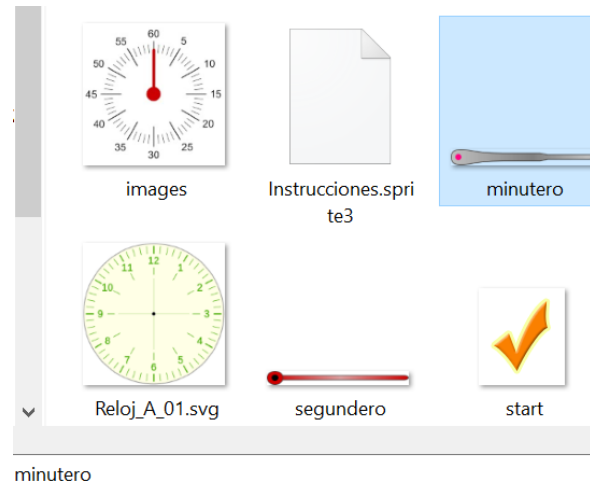 60
55 5
50 10
45 15
40 20
35 25
30
images
Instrucciones.spri
te3
minutero
12
11 1
10 2
9 3
8 4
7 5
6
Reloj_A_01.svg
segundero
start
minutero